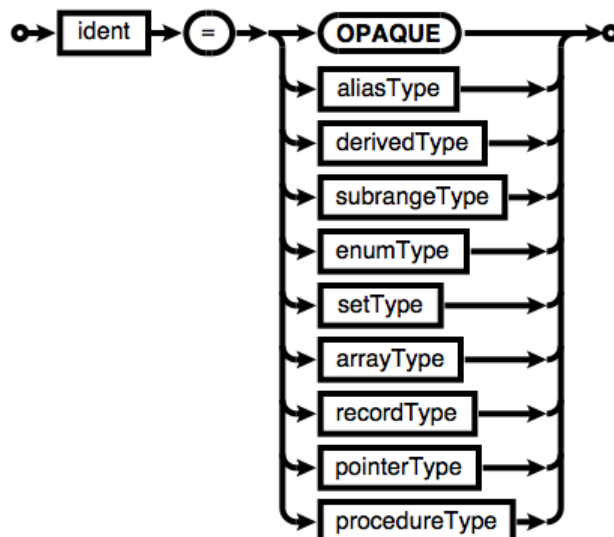 ident = OPAQUE
aliasType
derivedType
subrangeType
enumType
setType
arrayType
recordType
pointerType
procedureType